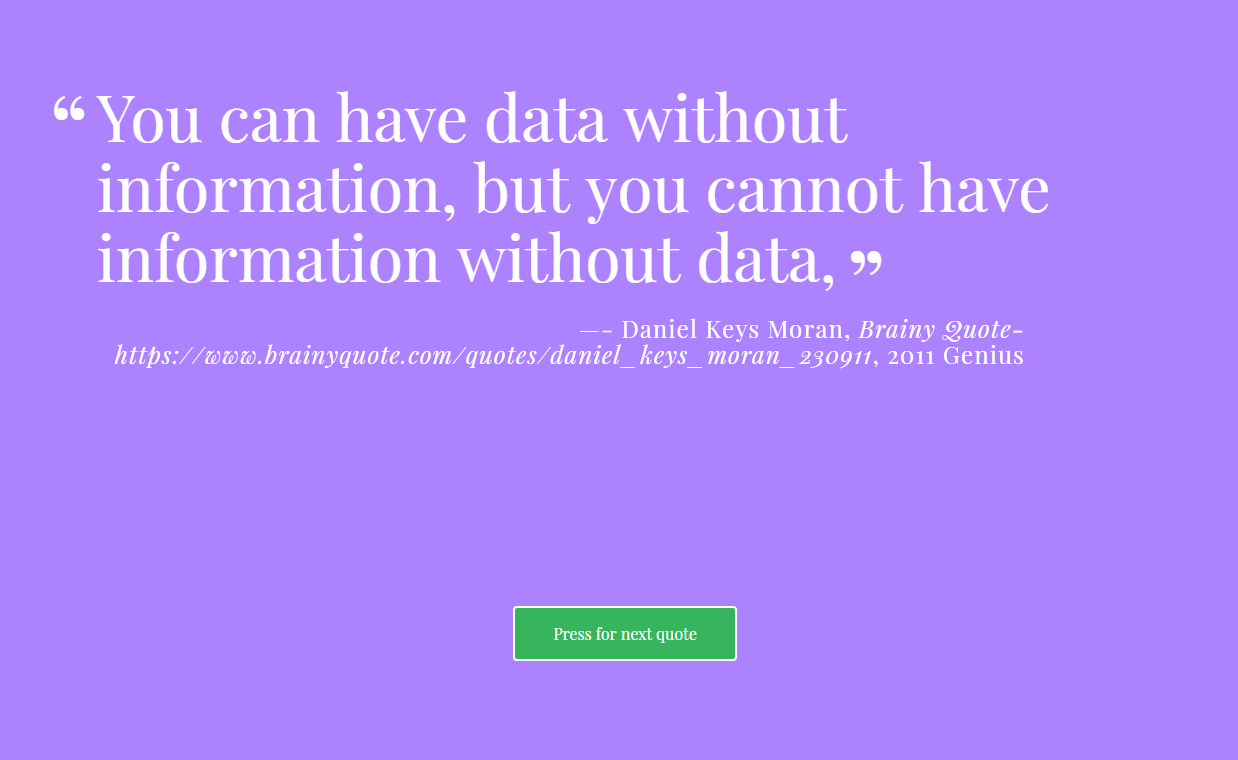 “ You can have data without
information, but you cannot have
information without data, ”
—- Daniel Keys Moran, Brainy Quote-
https://www.brainyquote.com/quotes/daniel_keys_moran_230911, 2011 Genius
Press for next quote